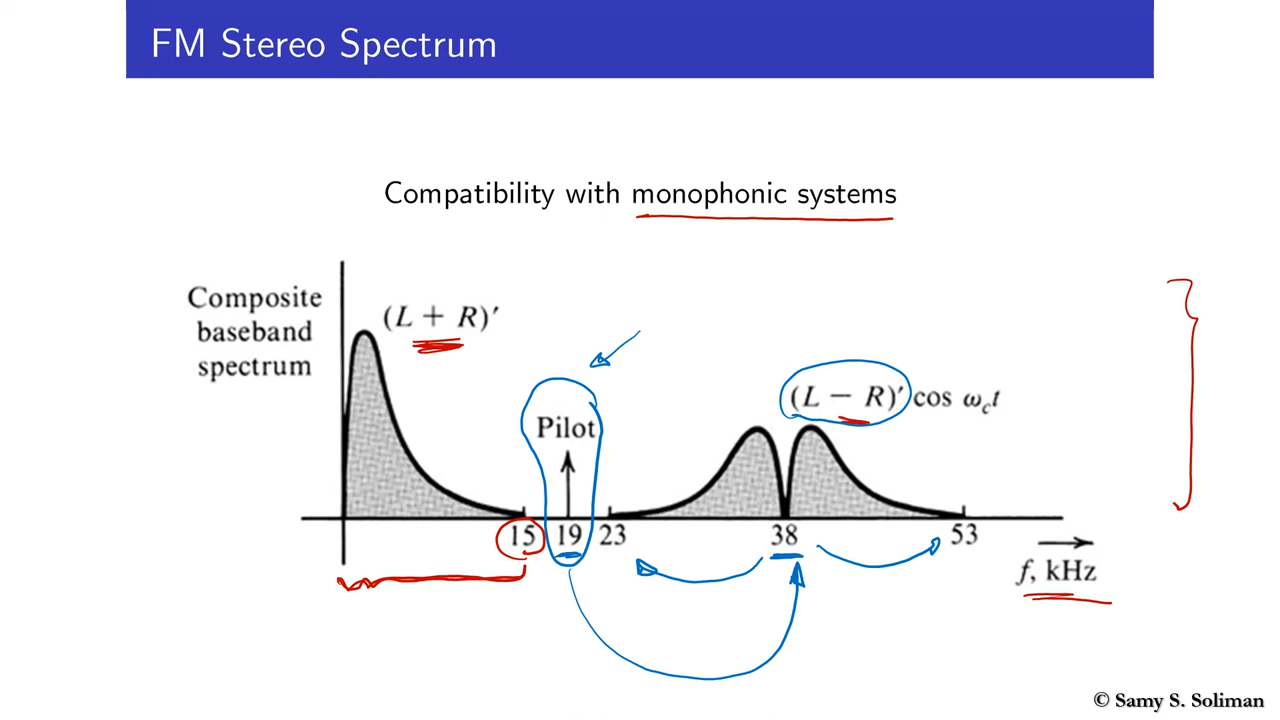 FM Stereo Spectrum
Compatibility with monophonic systems
Composite
baseband
spectrum
(L + R)′
Pilot
(L − R)′ cos ω_c t
15 19 23 38 53
f, kHz
© Samy S. Soliman